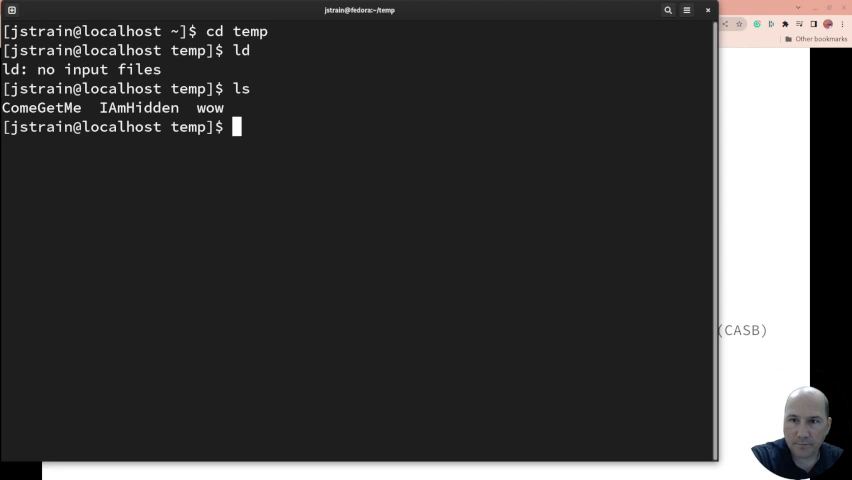 jstrain@fedora:~/temp
[jstrain@localhost ~]$ cd temp
[jstrain@localhost temp]$ ld
ld: no input files
[jstrain@localhost temp]$ ls
ComeGetMe  IAmHidden  wow
[jstrain@localhost temp]$
Other bookmarks
(CASB)